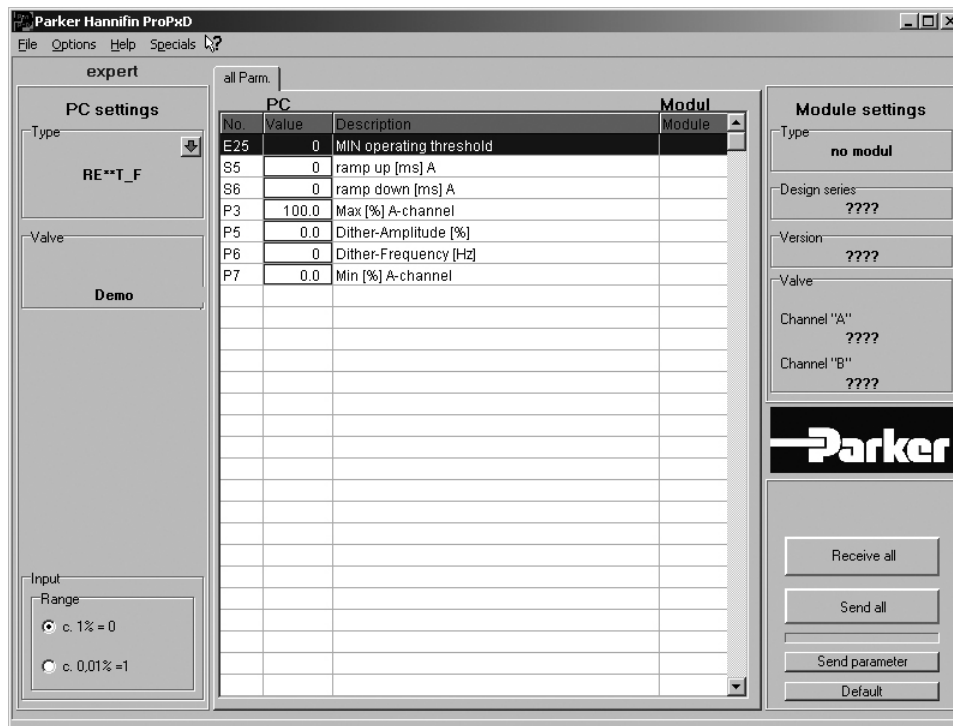 Parker Hannifin ProPxD
File Options Help Specials ?
expert
PC settings
Type
RE**T_F
Valve
Demo
Input
Range
c. 1% = 0
c. 0,01% =1
all Parm.
PC Modul
No. Value Description Module
E25 0 MIN operating threshold
S5 0 ramp up [ms] A
S6 0 ramp down [ms] A
P3 100.0 Max [%] A-channel
P5 0.0 Dither-Amplitude [%]
P6 0 Dither-Frequency [Hz]
P7 0.0 Min [%] A-channel
Module settings
Type
no modul
Design series
????
Version
????
Valve
Channel "A"
????
Channel "B"
????
Parker
Receive all
Send all
Send parameter
Default